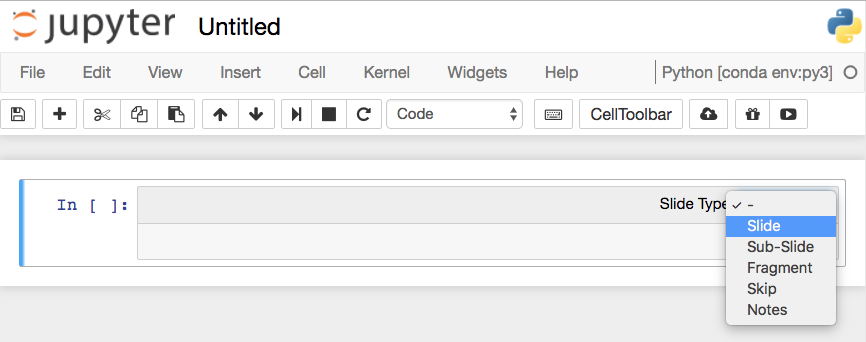 jupyter Untitled
File Edit View Insert Cell Kernel Widgets Help Python [conda env:py3]
Code CellToolbar
In [ ]: Slide Type ✓ -
Slide
Sub-Slide
Fragment
Skip
Notes